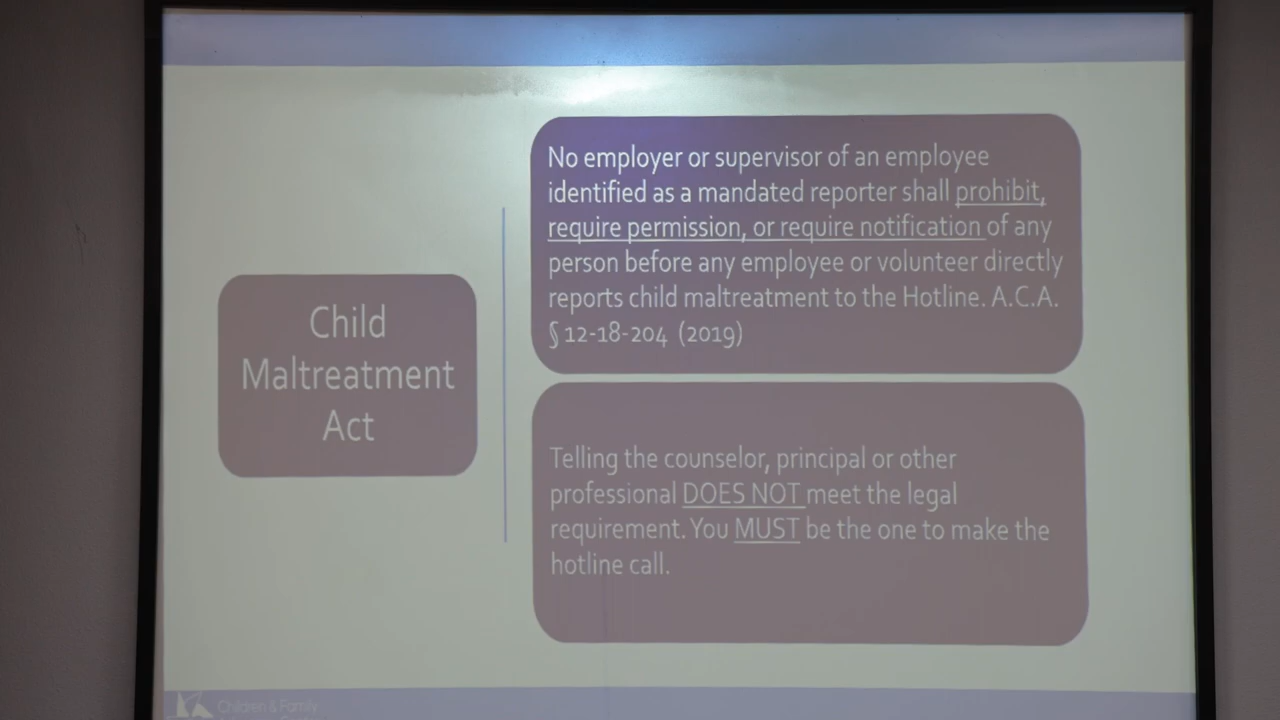 Child
Maltreatment
Act
No employer or supervisor of an employee
identified as a mandated reporter shall prohibit,
require permission, or require notification of any
person before any employee or volunteer directly
reports child maltreatment to the Hotline. A.C.A.
§ 12-18-204 (2019)
Telling the counselor, principal or other
professional DOES NOT meet the legal
requirement. You MUST be the one to make the
hotline call.
Children & Family